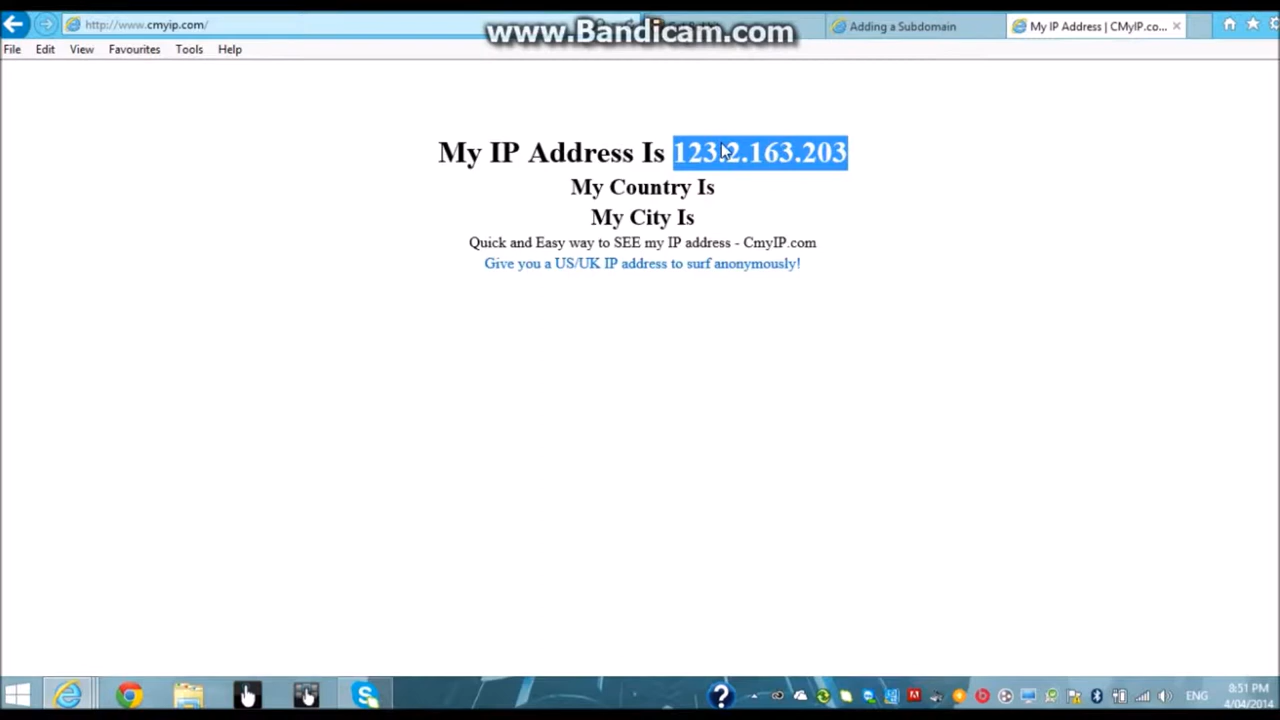 http://www.cmyip.com/
www.Bandicam.com
Adding a Subdomain
My IP Address | CMyIP.co...
File Edit View Favourites Tools Help
My IP Address Is 123.2.163.203
My Country Is
My City Is
Quick and Easy way to SEE my IP address - CmyIP.com
Give you a US/UK IP address to surf anonymously!
ENG
8:51 PM
4/04/2014